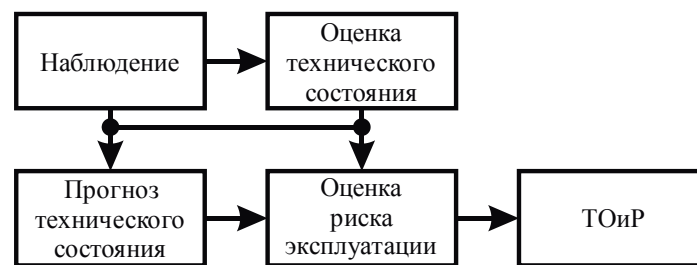 Наблюдение
Оценка
технического
состояния
Прогноз
технического
состояния
Оценка
риска
эксплуатации
ТОиР